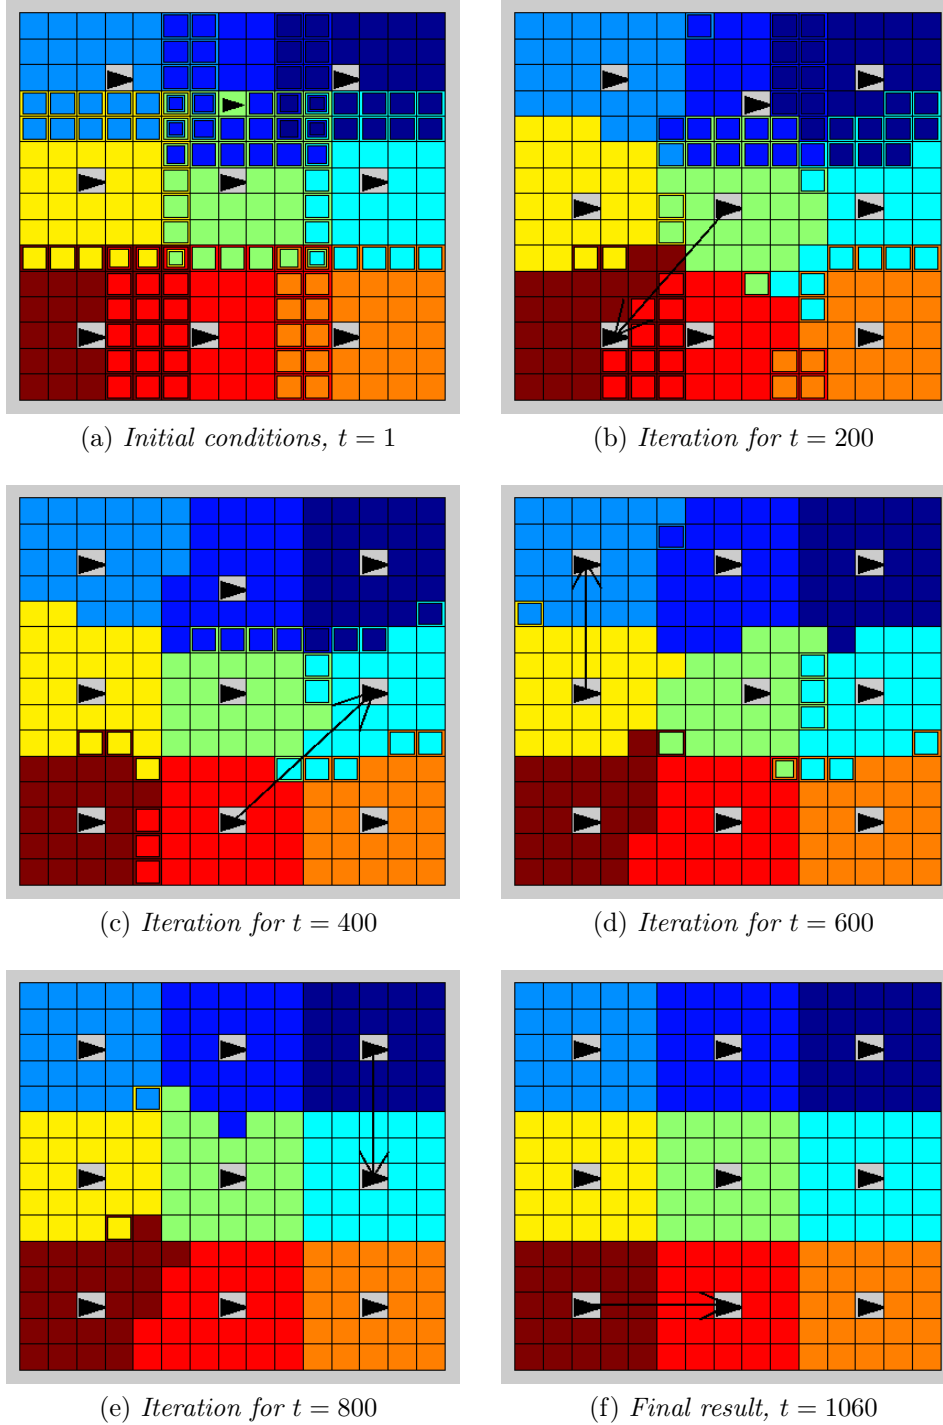 (a) Initial conditions, t = 1
(b) Iteration for t = 200
(c) Iteration for t = 400
(d) Iteration for t = 600
(e) Iteration for t = 800
(f) Final result, t = 1060